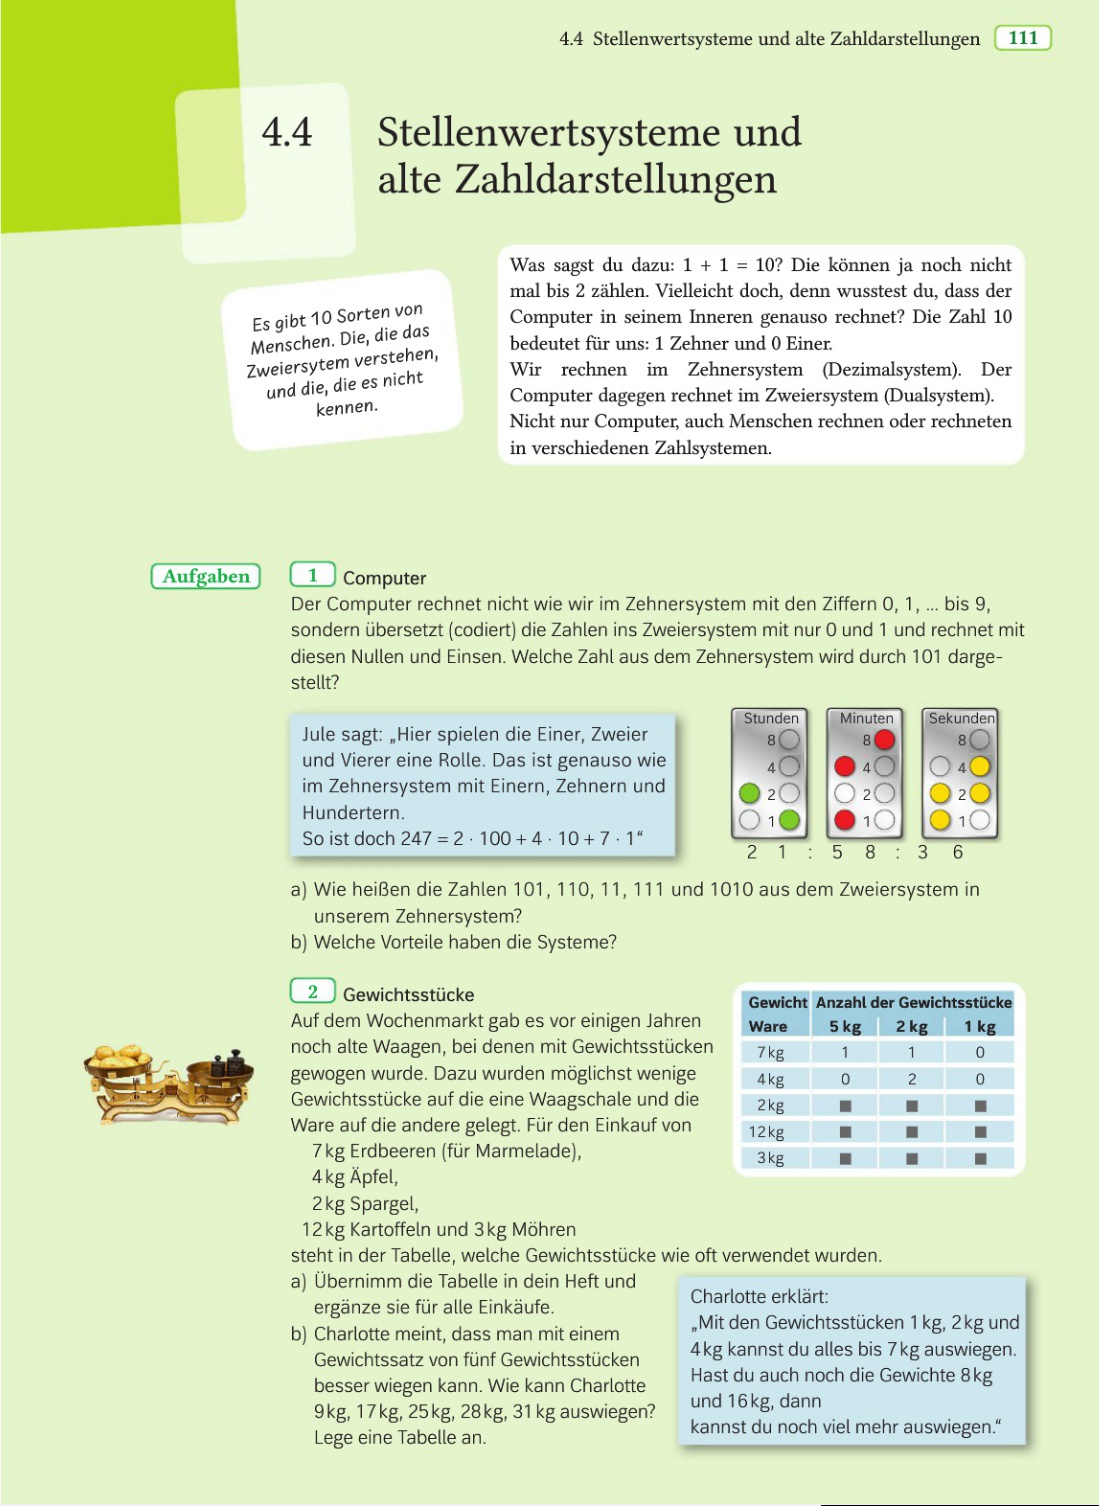 4.4 Stellenwertsysteme und alte Zahldarstellungen 111
4.4 Stellenwertsysteme und
alte Zahldarstellungen
Es gibt 10 Sorten von
Menschen. Die, die das
Zweiersytem verstehen,
und die, die es nicht
kennen.
Was sagst du dazu: 1 + 1 = 10? Die können ja noch nicht
mal bis 2 zählen. Vielleicht doch, denn wusstest du, dass der
Computer in seinem Inneren genauso rechnet? Die Zahl 10
bedeutet für uns: 1 Zehner und 0 Einer.
Wir rechnen im Zehnersystem (Dezimalsystem). Der
Computer dagegen rechnet im Zweiersystem (Dualsystem).
Nicht nur Computer, auch Menschen rechnen oder rechneten
in verschiedenen Zahlsystemen.
Aufgaben
1 Computer
Der Computer rechnet nicht wie wir im Zehnersystem mit den Ziffern 0, 1, ... bis 9,
sondern übersetzt (codiert) die Zahlen ins Zweiersystem mit nur 0 und 1 und rechnet mit
diesen Nullen und Einsen. Welche Zahl aus dem Zehnersystem wird durch 101 darge-
stellt?
Jule sagt: „Hier spielen die Einer, Zweier
und Vierer eine Rolle. Das ist genauso wie
im Zehnersystem mit Einern, Zehnern und
Hundertern.
So ist doch 247 = 2 · 100 + 4 · 10 + 7 · 1“
Stunden Minuten Sekunden
8 8 8
4 4 4
2 2 2
1 1 1
2 1 : 5 8 : 3 6
a) Wie heißen die Zahlen 101, 110, 11, 111 und 1010 aus dem Zweiersystem in
unserem Zehnersystem?
b) Welche Vorteile haben die Systeme?
2 Gewichtsstücke
Auf dem Wochenmarkt gab es vor einigen Jahren
noch alte Waagen, bei denen mit Gewichtsstücken
gewogen wurde. Dazu wurden möglichst wenige
Gewichtsstücke auf die eine Waagschale und die
Ware auf die andere gelegt. Für den Einkauf von
7 kg Erdbeeren (für Marmelade),
4 kg Äpfel,
2 kg Spargel,
12 kg Kartoffeln und 3 kg Möhren
steht in der Tabelle, welche Gewichtsstücke wie oft verwendet wurden.
Gewicht Anzahl der Gewichtsstücke
Ware 5 kg 2 kg 1 kg
7 kg 1 1 0
4 kg 0 2 0
2 kg ■ ■ ■
12 kg ■ ■ ■
3 kg ■ ■ ■
a) Übernimm die Tabelle in dein Heft und
ergänze sie für alle Einkäufe.
b) Charlotte meint, dass man mit einem
Gewichtssatz von fünf Gewichtsstücken
besser wiegen kann. Wie kann Charlotte
9 kg, 17 kg, 25 kg, 28 kg, 31 kg auswiegen?
Lege eine Tabelle an.
Charlotte erklärt:
„Mit den Gewichtsstücken 1 kg, 2 kg und
4 kg kannst du alles bis 7 kg auswiegen.
Hast du auch noch die Gewichte 8 kg
und 16 kg, dann
kannst du noch viel mehr auswiegen.“